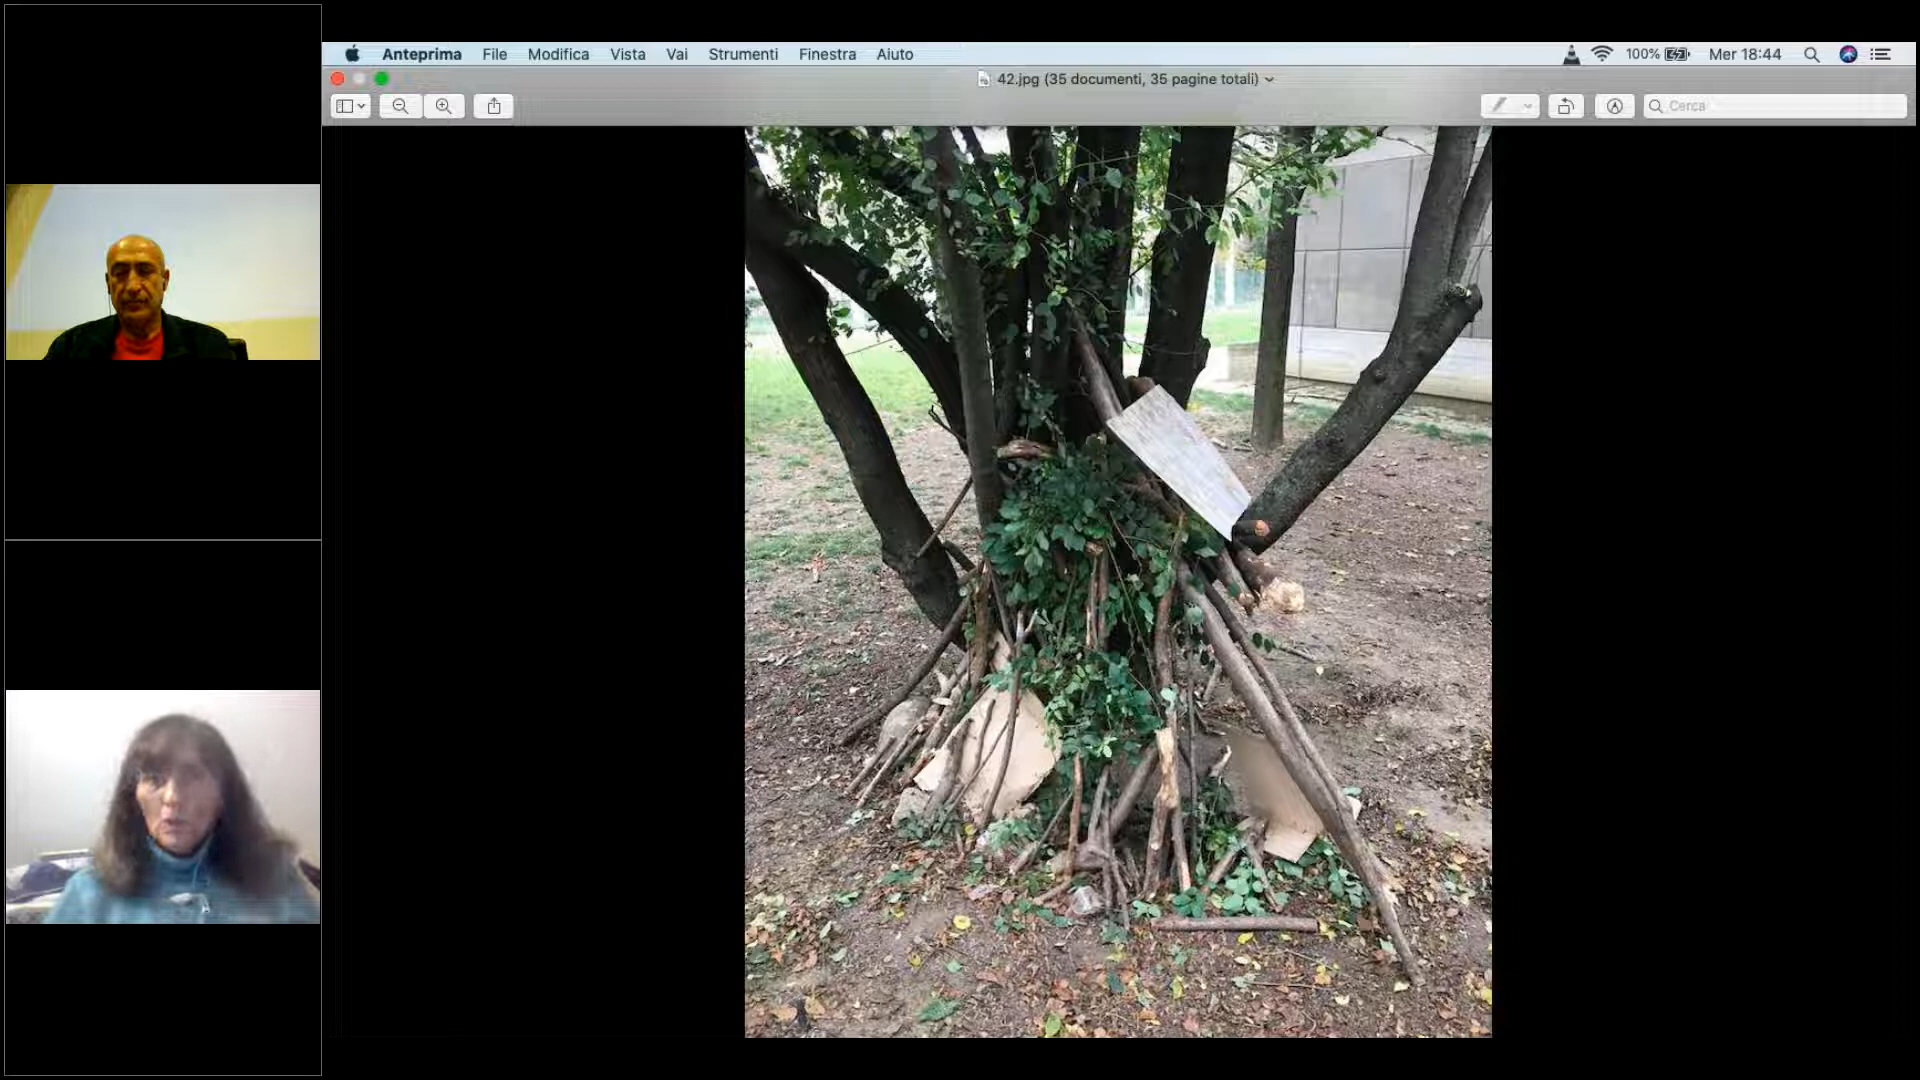 Anteprima File Modifica Vista Vai Strumenti Finestra Aiuto 100% Mer 18:44
42.jpg (35 documenti, 35 pagine totali)
Cerca